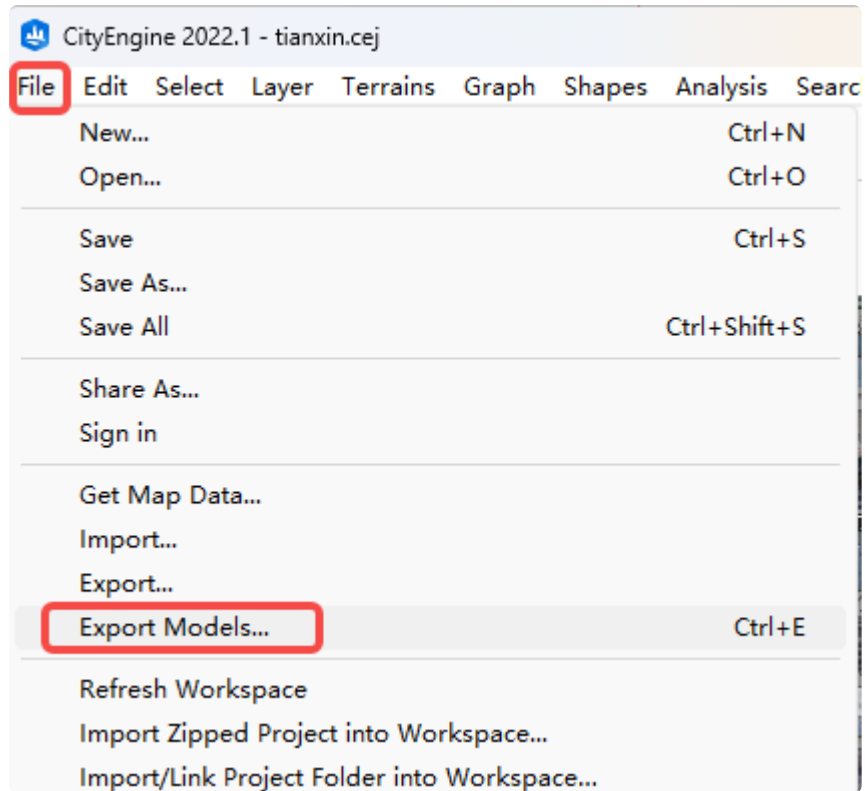 CityEngine 2022.1 - tianxin.cej
File Edit Select Layer Terrains Graph Shapes Analysis Searc
New... Ctrl+N
Open... Ctrl+O
Save Ctrl+S
Save As...
Save All Ctrl+Shift+S
Share As...
Sign in
Get Map Data...
Import...
Export...
Export Models... Ctrl+E
Refresh Workspace
Import Zipped Project into Workspace...
Import/Link Project Folder into Workspace...